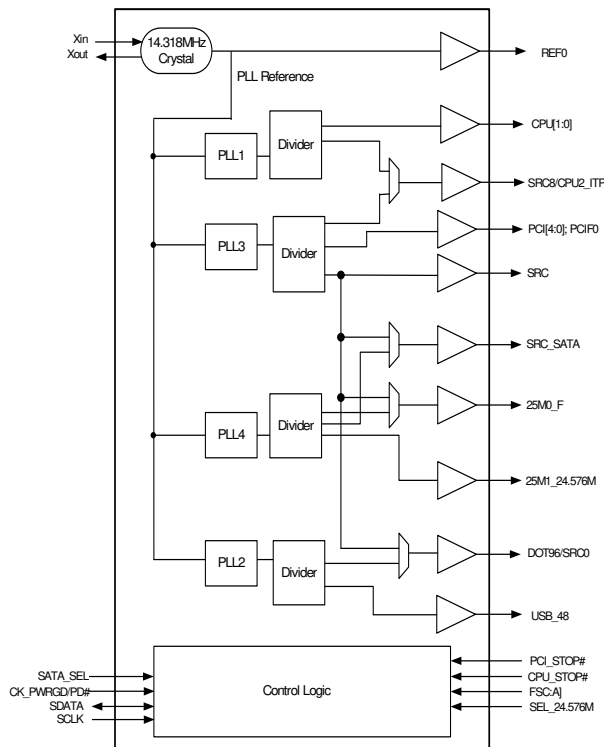 Xin
Xout
14.318MHz
Crystal
REF0
PLL Reference
CPU[1:0]
PLL1
Divider
SRC8/CPU2_ITP
PCI[4:0]; PCIF0
PLL3
Divider
SRC
SRC_SATA
25M0_F
PLL4
Divider
25M1_24.576M
DOT96/SRC0
PLL2
Divider
USB_48
SATA_SEL
CK_PWRGD/PD#
SDATA
SCLK
Control Logic
PCI_STOP#
CPU_STOP#
FSC:A]
SEL_24.576M